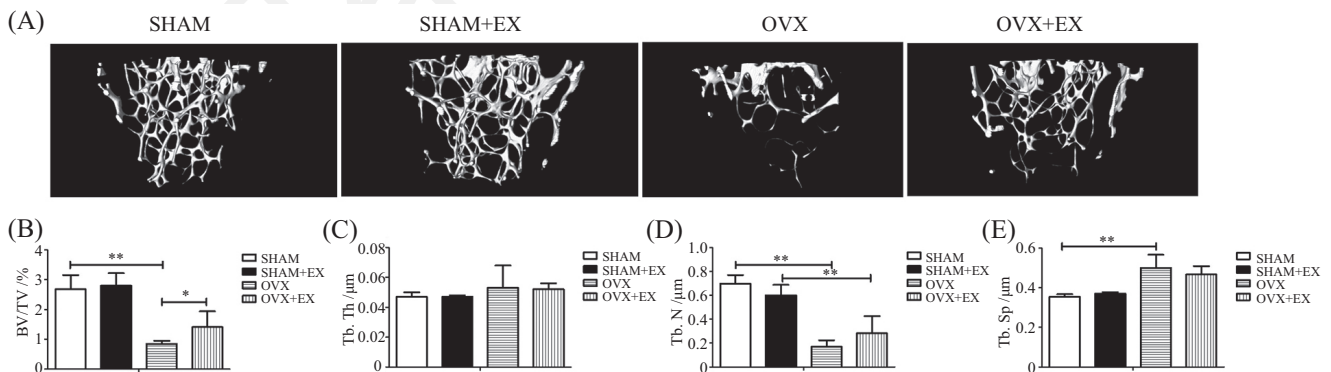 (A)
SHAM
SHAM+EX
OVX
OVX+EX
(B)
BV/TV /%
4
3
2
1
0
**
*
SHAM
SHAM+EX
OVX
OVX+EX
(C)
Tb. Th /μm
0.08
0.06
0.04
0.02
0
SHAM
SHAM+EX
OVX
OVX+EX
(D)
Tb. N /μm
1.0
0.8
0.6
0.4
0.2
0
**
**
SHAM
SHAM+EX
OVX
OVX+EX
(E)
Tb. Sp /μm
0.6
0.4
0.2
0
**
SHAM
SHAM+EX
OVX
OVX+EX